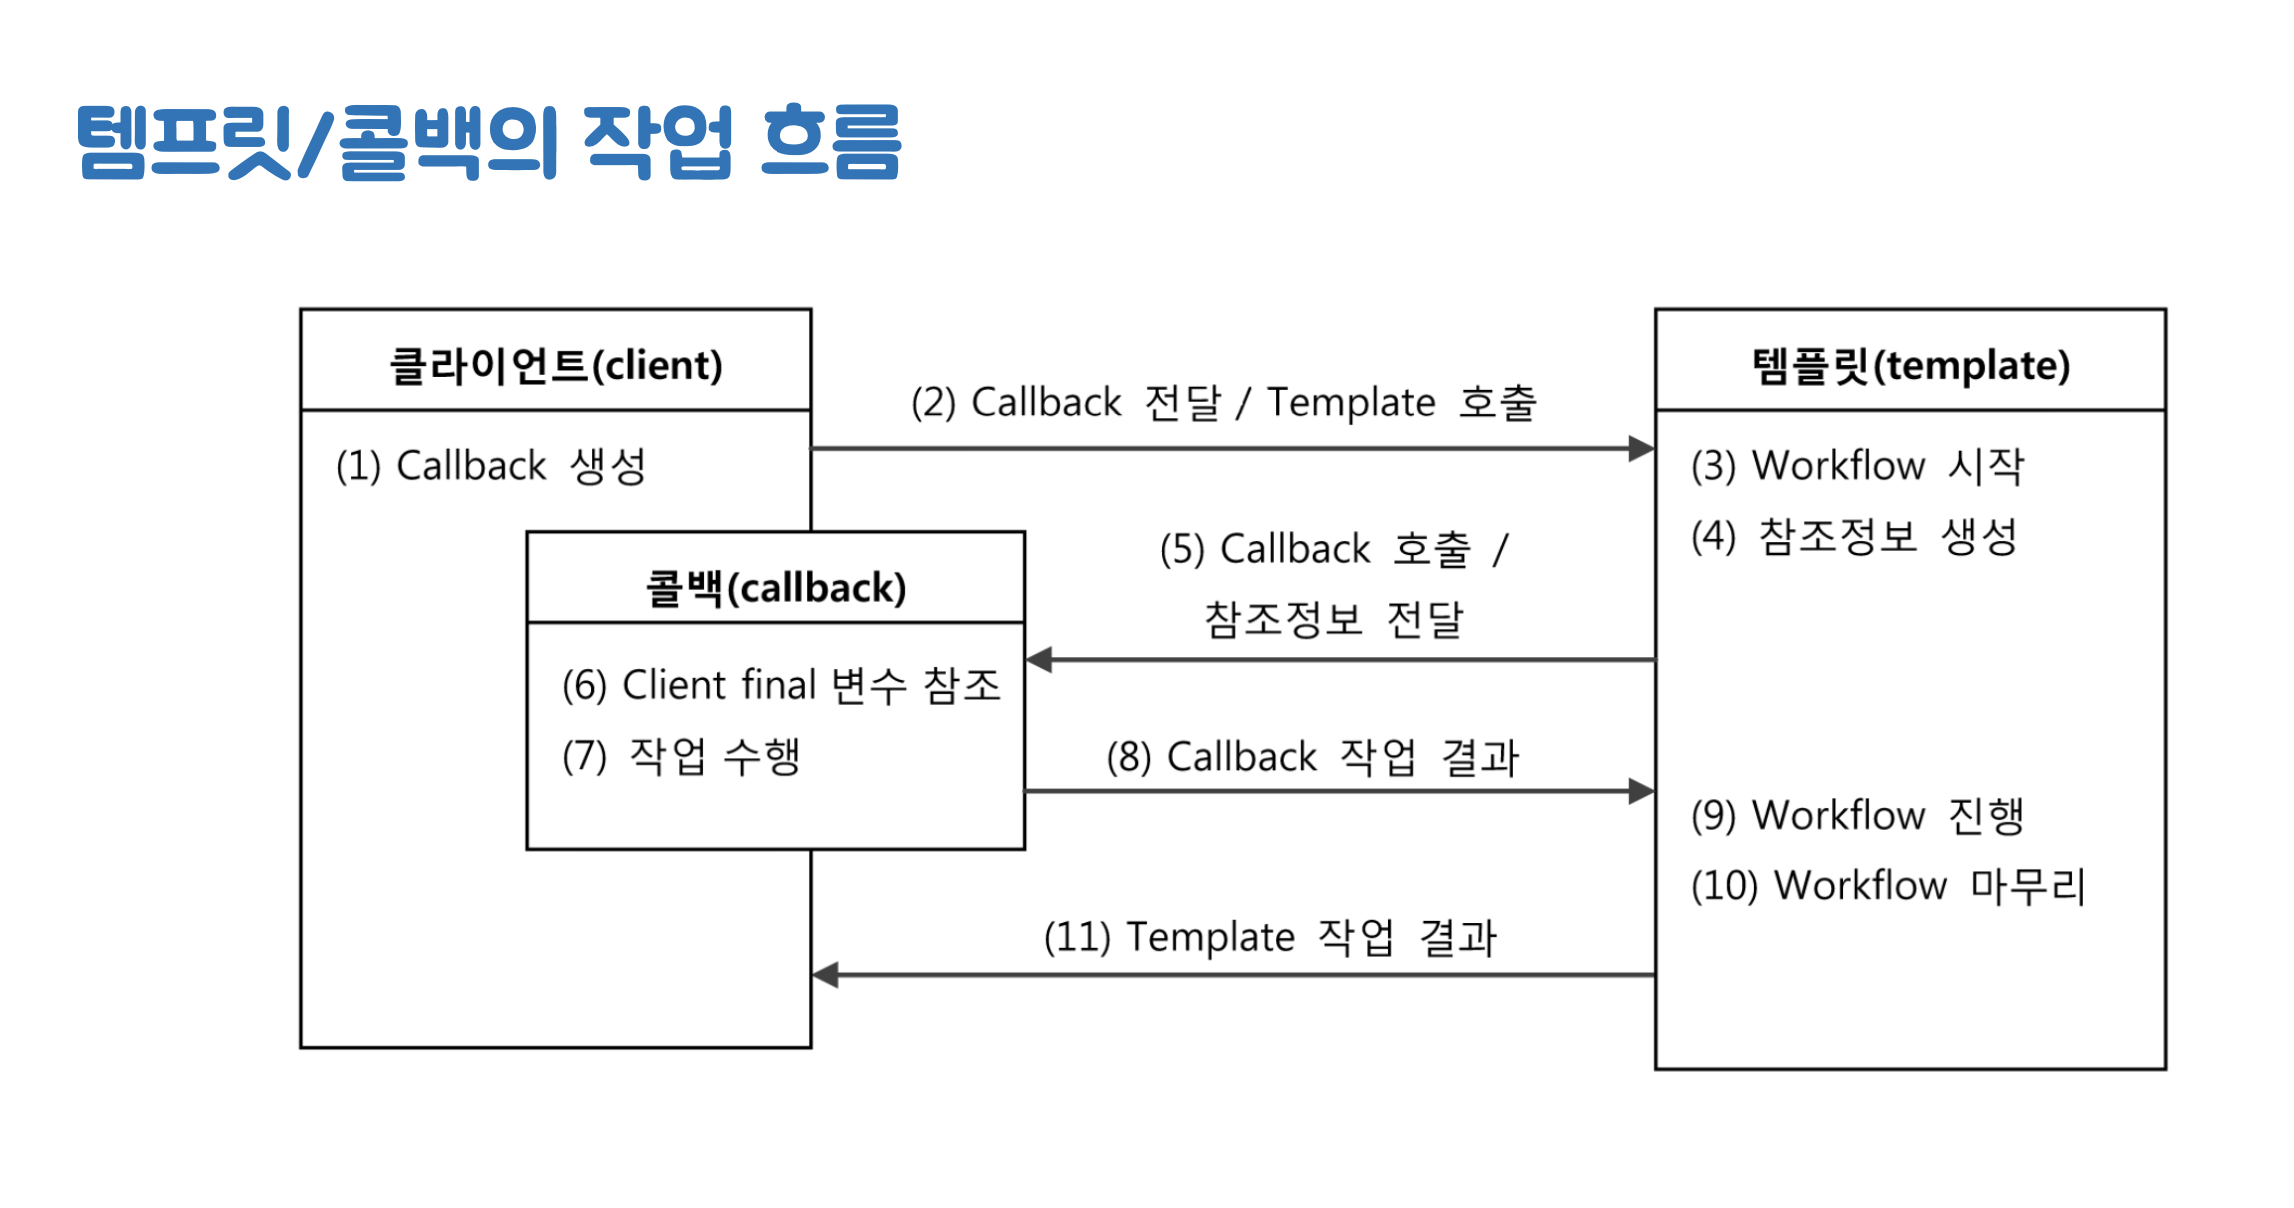 템프릿/콜백의 작업 흐름
클라이언트(client)
(1) Callback 생성
(2) Callback 전달 / Template 호출
템플릿(template)
(3) Workflow 시작
(4) 참조정보 생성
(5) Callback 호출 /
참조정보 전달
콜백(callback)
(6) Client final 변수 참조
(7) 작업 수행
(8) Callback 작업 결과
(9) Workflow 진행
(10) Workflow 마무리
(11) Template 작업 결과